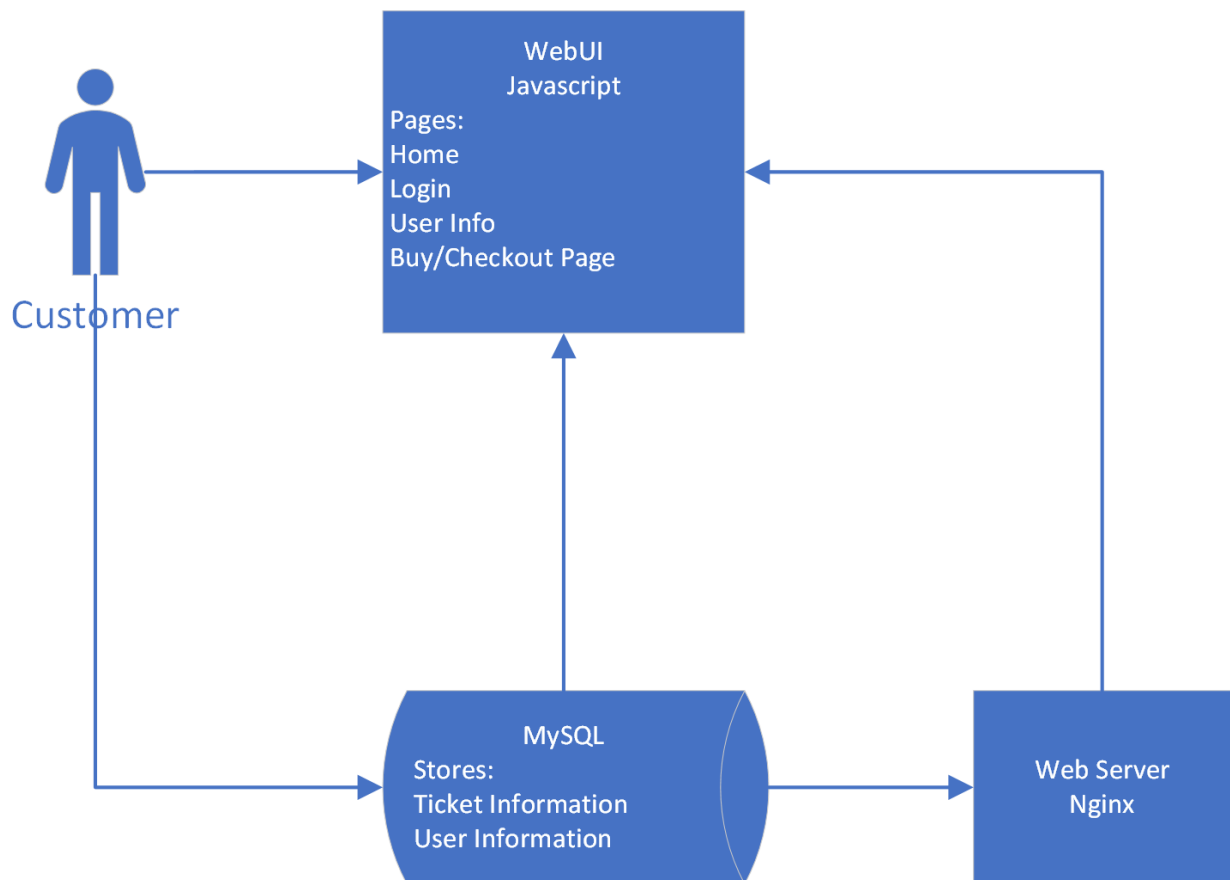 WebUI
Javascript
Pages:
Home
Login
User Info
Buy/Checkout Page
Customer
MySQL
Stores:
Ticket Information
User Information
Web Server
Nginx